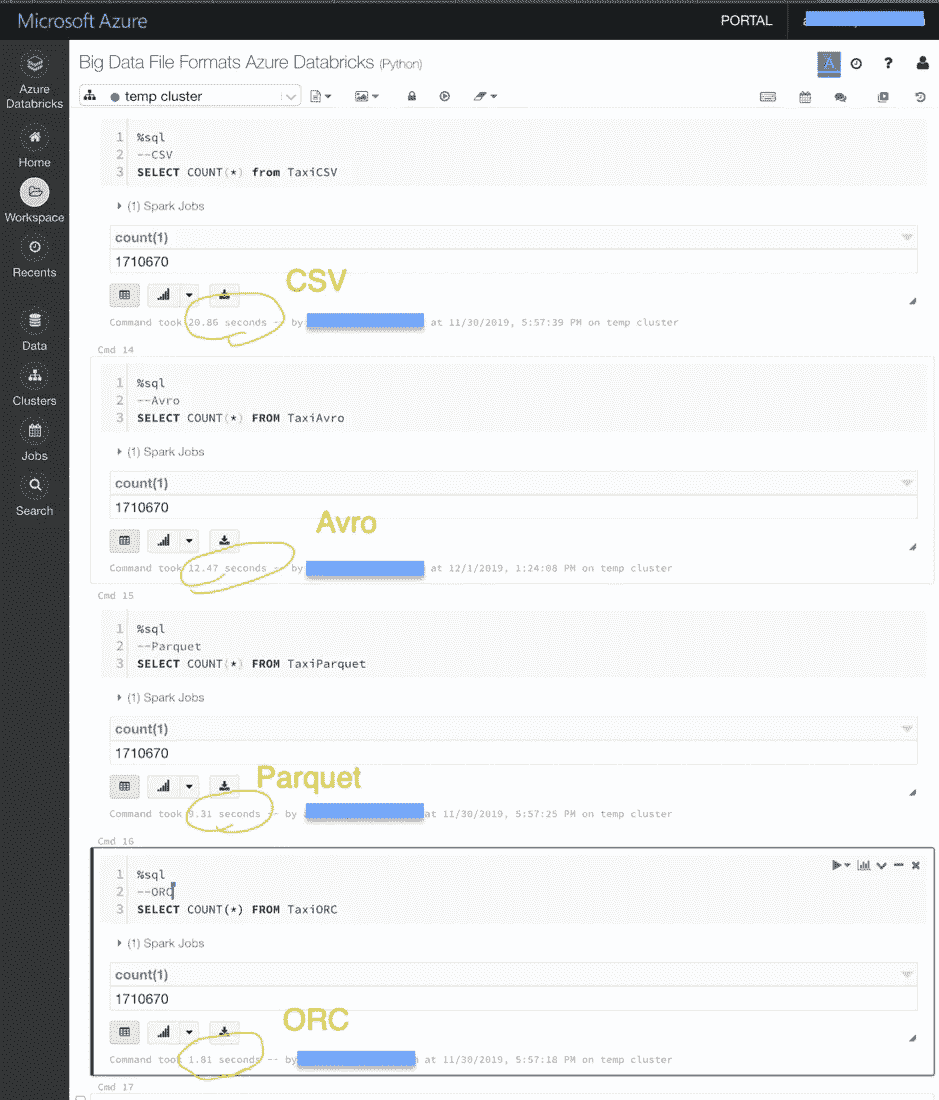 Microsoft Azure
PORTAL
Big Data File Formats Azure Databricks (Python)
temp cluster
Azure Databricks
Home
Workspace
Recents
Data
Clusters
Jobs
Search
1 %sql
2 --CSV
3 SELECT COUNT(*) from TaxiCSV
(1) Spark Jobs
count(1)
1710670
CSV
Command took 20.86 seconds -- by at 11/30/2019, 5:57:39 PM on temp cluster
Cmd 14
1 %sql
2 --Avro
3 SELECT COUNT(*) FROM TaxiAvro
(1) Spark Jobs
count(1)
1710670
Avro
Command took 12.47 seconds -- by at 12/1/2019, 1:24:08 PM on temp cluster
Cmd 15
1 %sql
2 --Parquet
3 SELECT COUNT(*) FROM TaxiParquet
(1) Spark Jobs
count(1)
1710670
Parquet
Command took 9.31 seconds -- by at 11/30/2019, 5:57:25 PM on temp cluster
Cmd 16
1 %sql
2 --ORC
3 SELECT COUNT(*) FROM TaxiORC
(1) Spark Jobs
count(1)
1710670
ORC
Command took 1.81 seconds -- by at 11/30/2019, 5:57:18 PM on temp cluster
Cmd 17